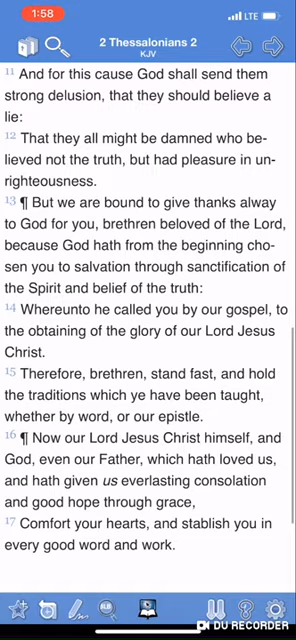 1:58
LTE
2 Thessalonians 2
KJV
11 And for this cause God shall send them
strong delusion, that they should believe a
lie:
12 That they all might be damned who be-
lieved not the truth, but had pleasure in un-
righteousness.
13 ¶ But we are bound to give thanks alway
to God for you, brethren beloved of the Lord,
because God hath from the beginning cho-
sen you to salvation through sanctification of
the Spirit and belief of the truth:
14 Whereunto he called you by our gospel, to
the obtaining of the glory of our Lord Jesus
Christ.
15 Therefore, brethren, stand fast, and hold
the traditions which ye have been taught,
whether by word, or our epistle.
16 ¶ Now our Lord Jesus Christ himself, and
God, even our Father, which hath loved us,
and hath given us everlasting consolation
and good hope through grace,
17 Comfort your hearts, and stablish you in
every good word and work.
DU RECORDER